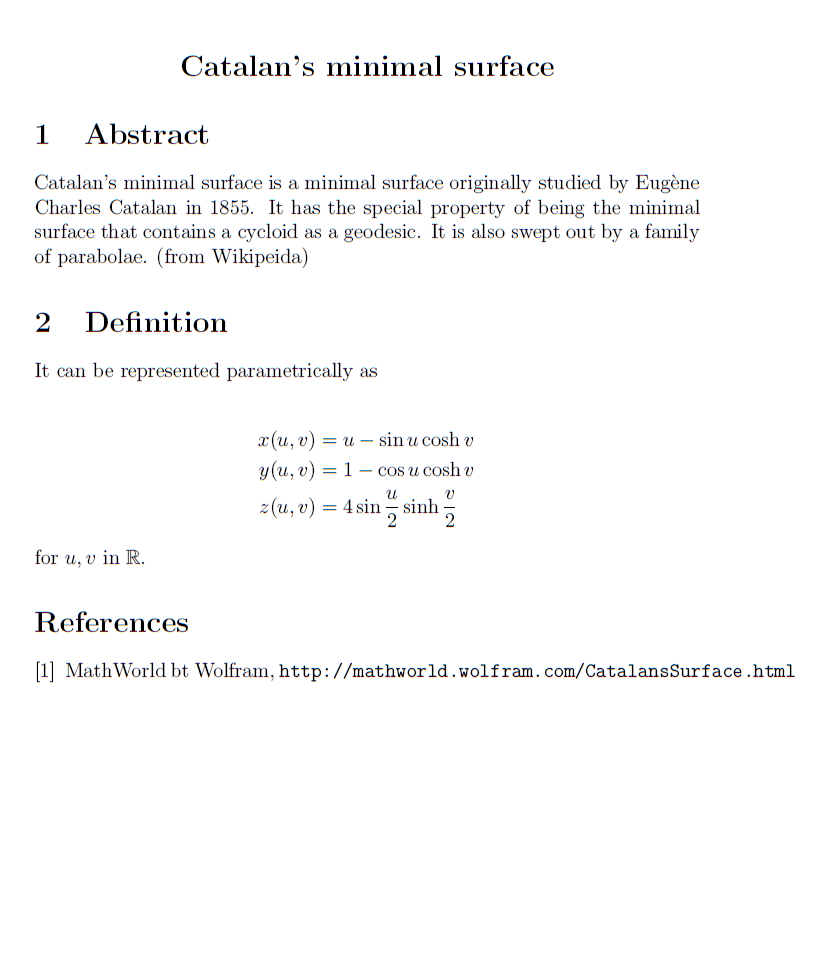 Catalan's minimal surface
1 Abstract
Catalan's minimal surface is a minimal surface originally studied by Eugène
Charles Catalan in 1855. It has the special property of being the minimal
surface that contains a cycloid as a geodesic. It is also swept out by a family
of parabolae. (from Wikipeida)
2 Definition
It can be represented parametrically as
x(u, v) = u − sin u cosh v
y(u, v) = 1 − cos u cosh v
z(u, v) = 4 sin u/2 sinh v/2
for u, v in ℝ.
References
[1] MathWorld bt Wolfram, http://mathworld.wolfram.com/CatalansSurface.html